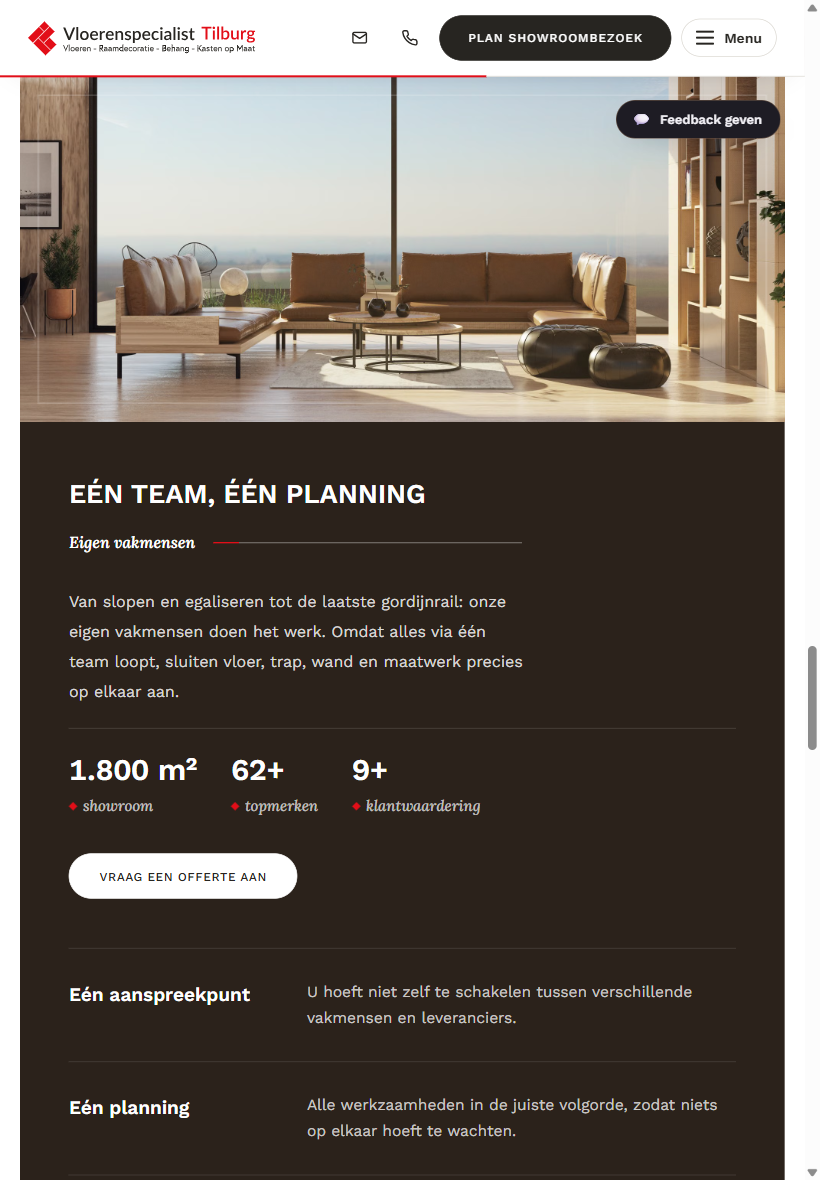 Vloerenspecialist Tilburg
Vloeren - Raamdecoratie - Behang - Kasten op Maat
PLAN SHOWROOMBEZOEK
Menu
Feedback geven
EÉN TEAM, ÉÉN PLANNING
Eigen vakmensen
Van slopen en egaliseren tot de laatste gordijnrail: onze
eigen vakmensen doen het werk. Omdat alles via één
team loopt, sluiten vloer, trap, wand en maatwerk precies
op elkaar aan.
1.800 m² 62+ 9+
showroom topmerken klantwaardering
VRAAG EEN OFFERTE AAN
Eén aanspreekpunt
U hoeft niet zelf te schakelen tussen verschillende
vakmensen en leveranciers.
Eén planning
Alle werkzaamheden in de juiste volgorde, zodat niets
op elkaar hoeft te wachten.